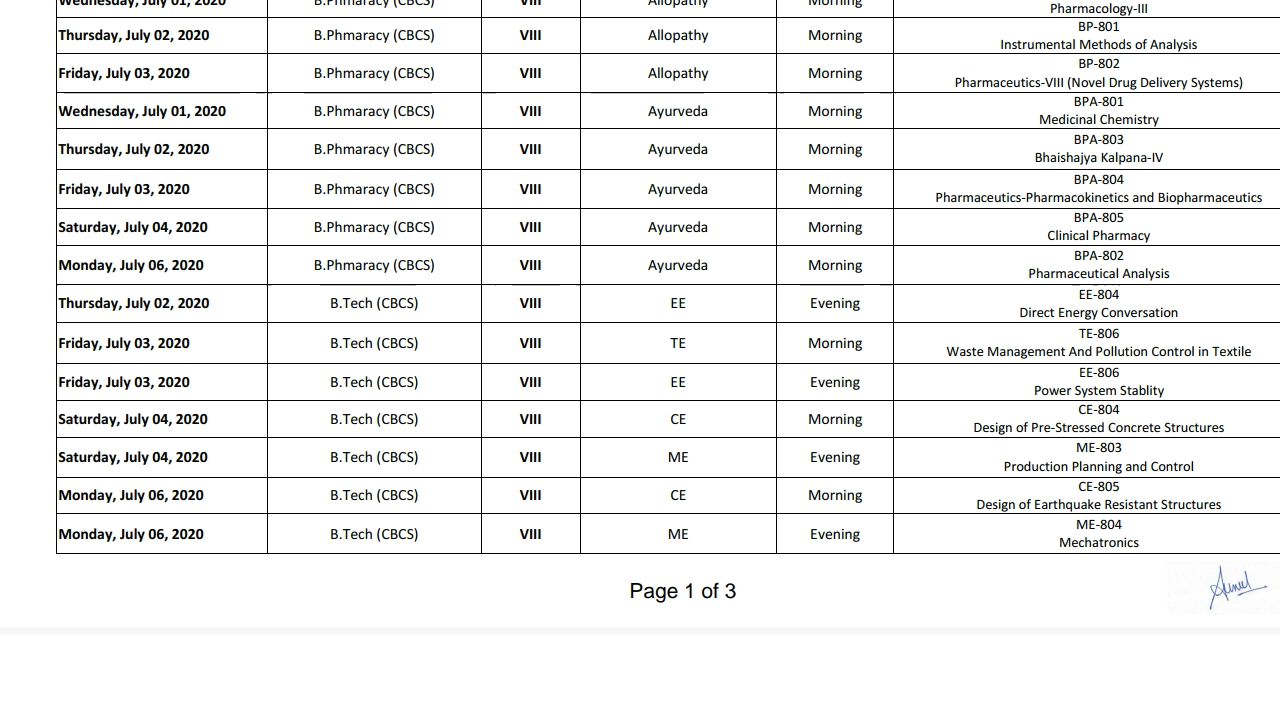 Wednesday, July 01, 2020 B.Phmaracy (CBCS) VIII Allopathy Morning
Pharmacology-III
Thursday, July 02, 2020 B.Phmaracy (CBCS) VIII Allopathy Morning BP-801
Instrumental Methods of Analysis
Friday, July 03, 2020 B.Phmaracy (CBCS) VIII Allopathy Morning BP-802
Pharmaceutics-VIII (Novel Drug Delivery Systems)
Wednesday, July 01, 2020 B.Phmaracy (CBCS) VIII Ayurveda Morning BPA-801
Medicinal Chemistry
Thursday, July 02, 2020 B.Phmaracy (CBCS) VIII Ayurveda Morning BPA-803
Bhaishajya Kalpana-IV
Friday, July 03, 2020 B.Phmaracy (CBCS) VIII Ayurveda Morning BPA-804
Pharmaceutics-Pharmacokinetics and Biopharmaceutics
Saturday, July 04, 2020 B.Phmaracy (CBCS) VIII Ayurveda Morning BPA-805
Clinical Pharmacy
Monday, July 06, 2020 B.Phmaracy (CBCS) VIII Ayurveda Morning BPA-802
Pharmaceutical Analysis
Thursday, July 02, 2020 B.Tech (CBCS) VIII EE Evening EE-804
Direct Energy Conversation
Friday, July 03, 2020 B.Tech (CBCS) VIII TE Morning TE-806
Waste Management And Pollution Control in Textile
Friday, July 03, 2020 B.Tech (CBCS) VIII EE Evening EE-806
Power System Stablity
Saturday, July 04, 2020 B.Tech (CBCS) VIII CE Morning CE-804
Design of Pre-Stressed Concrete Structures
Saturday, July 04, 2020 B.Tech (CBCS) VIII ME Evening ME-803
Production Planning and Control
Monday, July 06, 2020 B.Tech (CBCS) VIII CE Morning CE-805
Design of Earthquake Resistant Structures
Monday, July 06, 2020 B.Tech (CBCS) VIII ME Evening ME-804
Mechatronics
Page 1 of 3